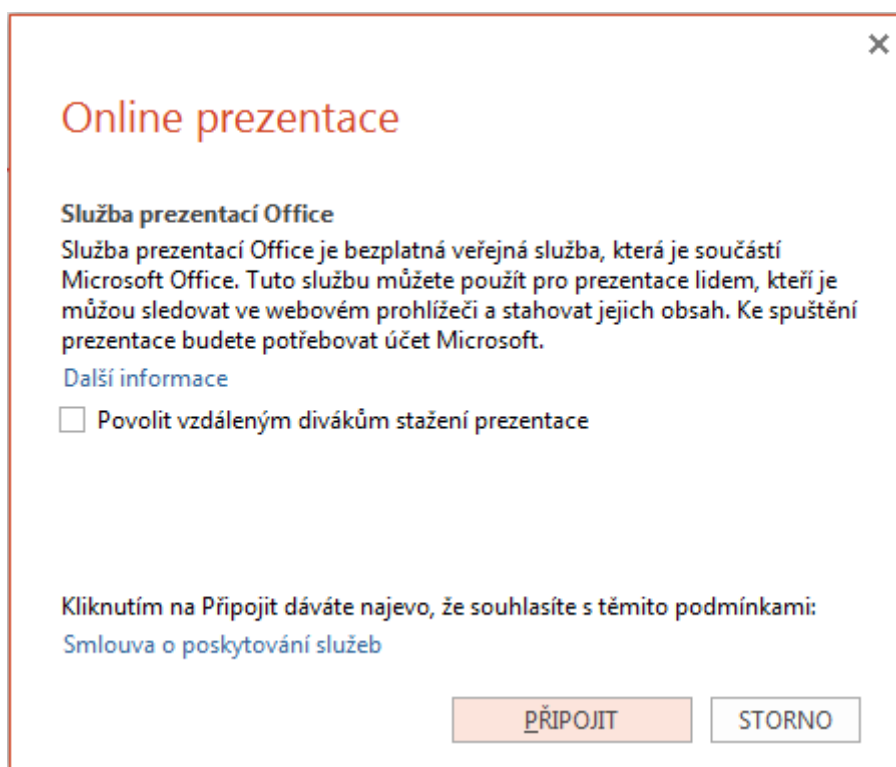 Online prezentace
Služba prezentací Office
Služba prezentací Office je bezplatná veřejná služba, která je součástí
Microsoft Office. Tuto službu můžete použít pro prezentace lidem, kteří je
můžou sledovat ve webovém prohlížeči a stahovat jejich obsah. Ke spuštění
prezentace budete potřebovat účet Microsoft.
Další informace
Povolit vzdáleným divákům stažení prezentace
Kliknutím na Připojit dáváte najevo, že souhlasíte s těmito podmínkami:
Smlouva o poskytování služeb
PŘIPOJIT
STORNO